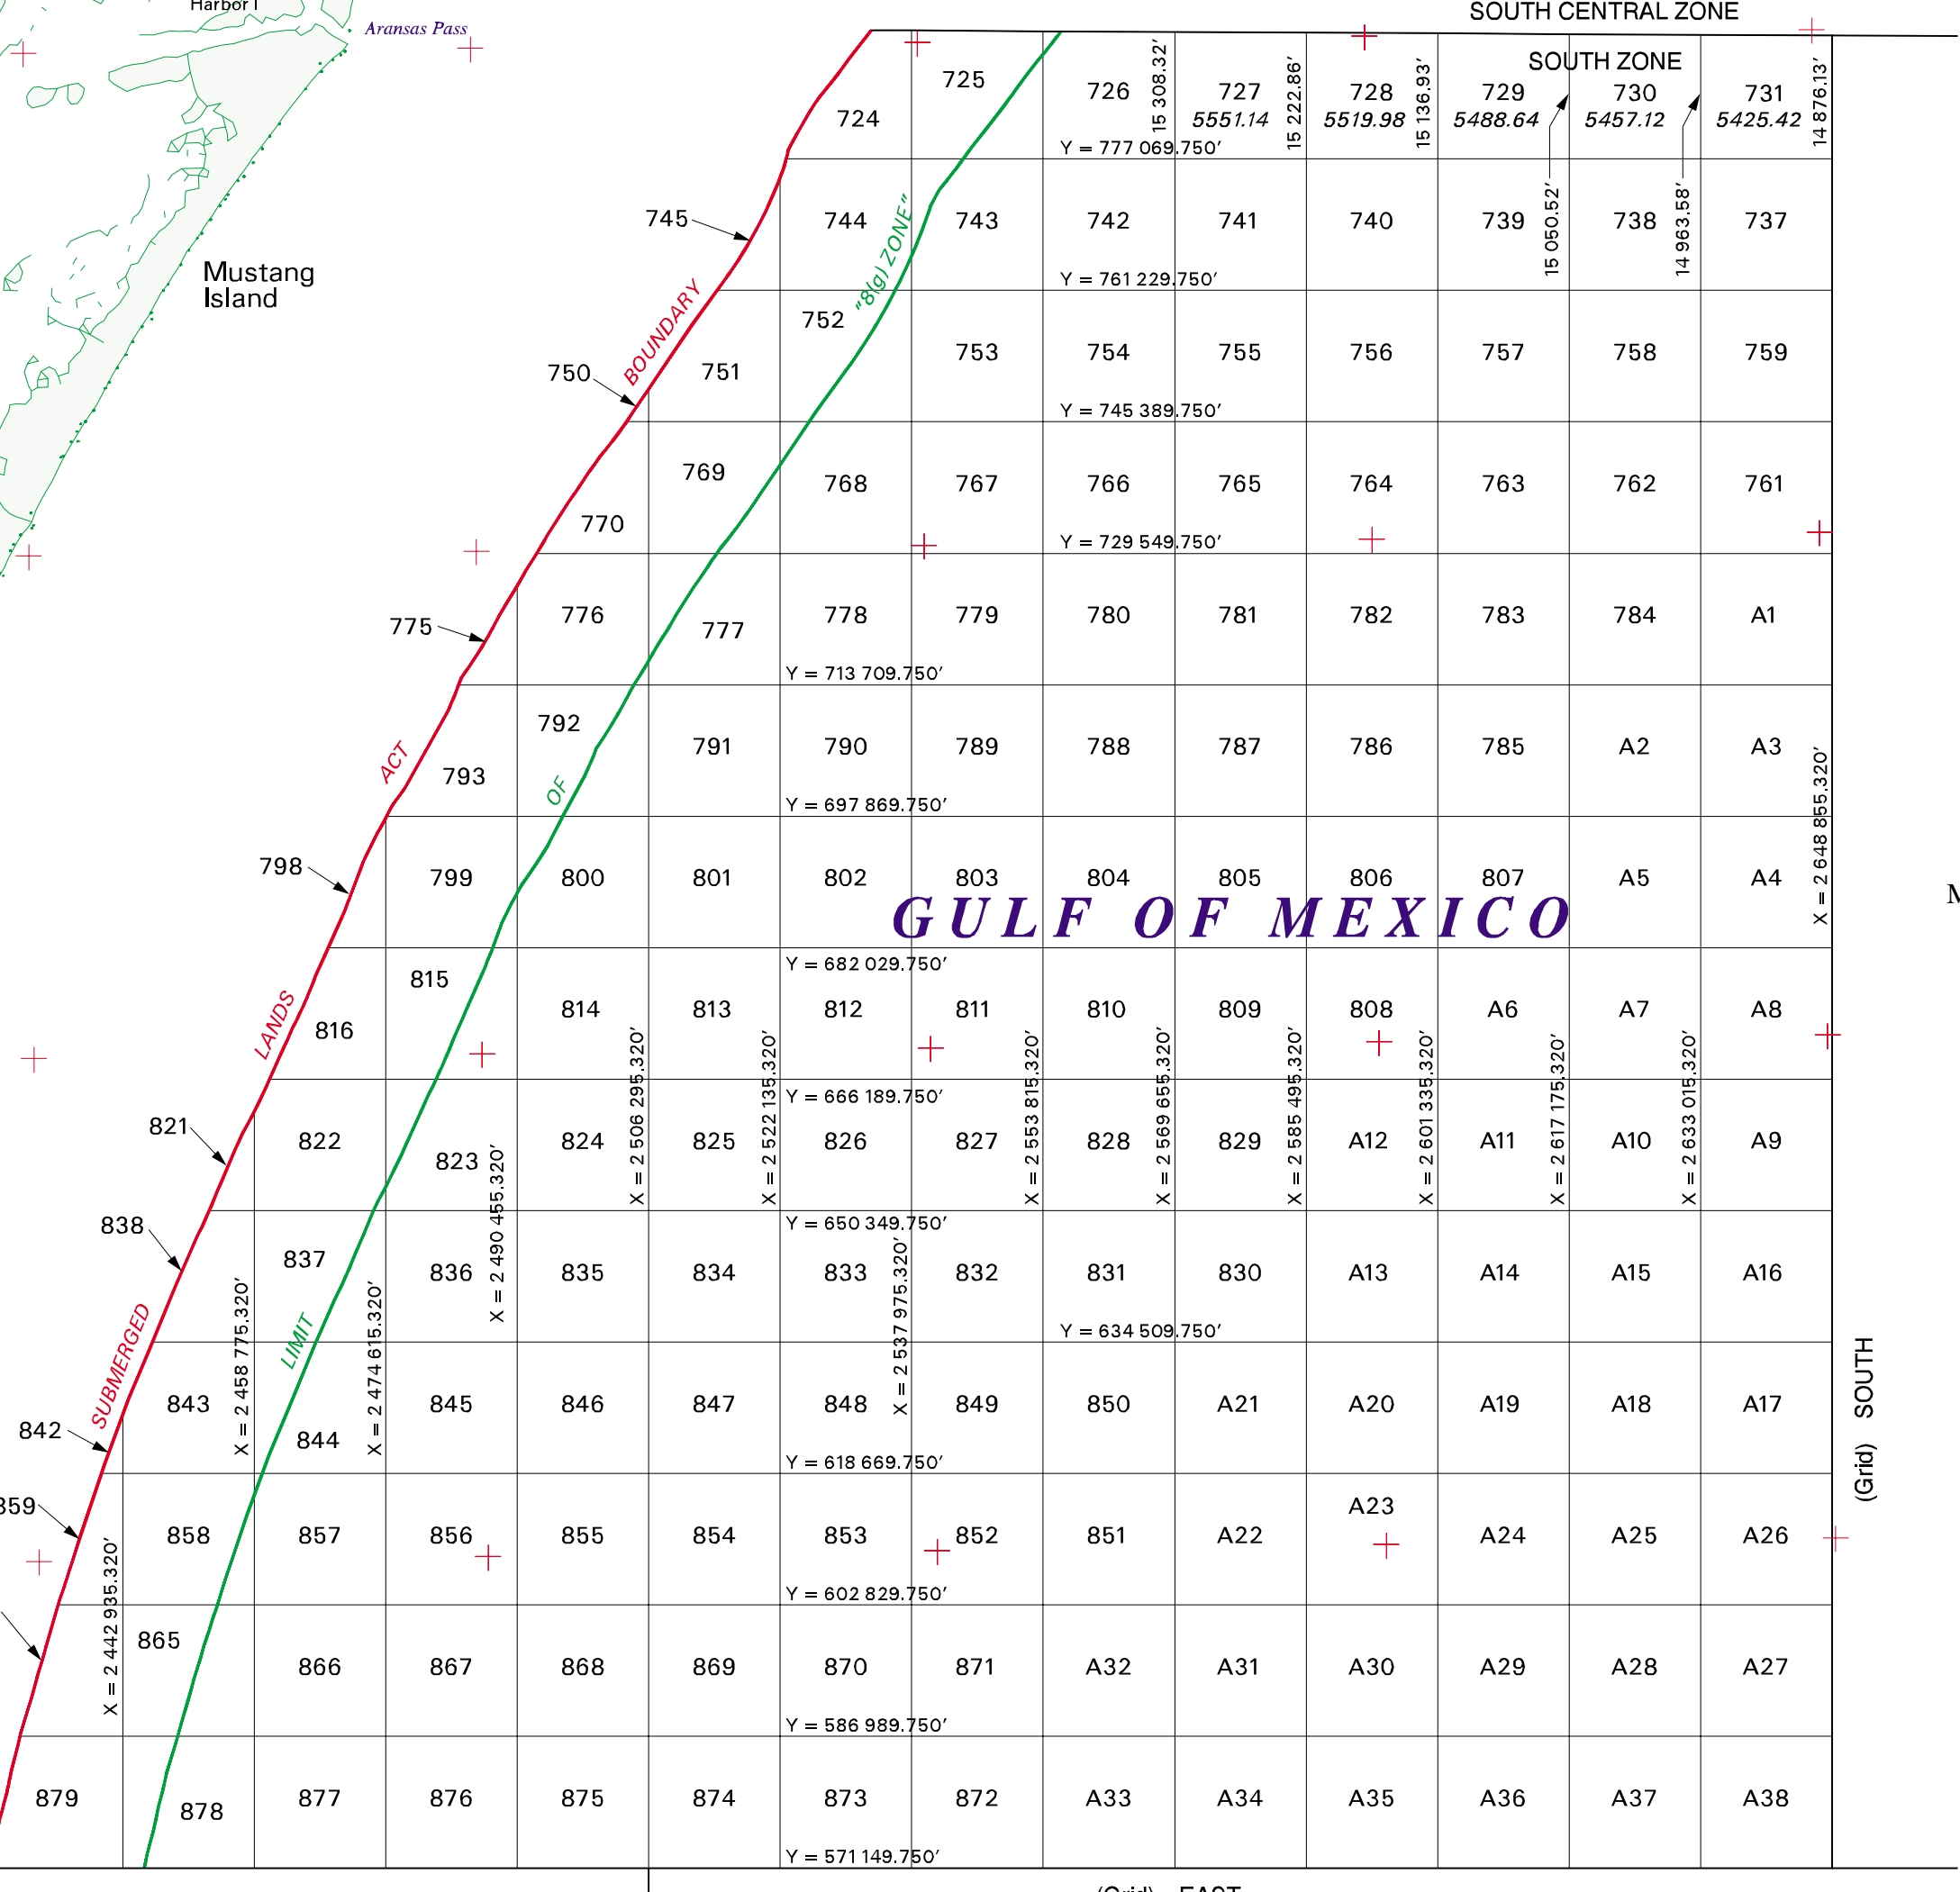 Harbor I
Aransas Pass
SOUTH CENTRAL ZONE
SOUTH ZONE
724 725 726 727 728 729 730 731
5551.14 5519.98 5488.64 5457.12 5425.42
15 308.32' 15 222.86' 15 136.93' 15 050.52' 14 963.58' 14 876.13'
Y = 777 069.750'
745 744 743 742 741 740 739 738 737
Mustang
Island
"8(g) ZONE"
Y = 761 229.750'
BOUNDARY
750 751 752 753 754 755 756 757 758 759
Y = 745 389.750'
770 769 768 767 766 765 764 763 762 761
Y = 729 549.750'
775 776 777 778 779 780 781 782 783 784 A1
Y = 713 709.750'
ACT
793 792 791 790 789 788 787 786 785 A2 A3
OF
Y = 697 869.750'
X = 2 648 855.320'
798 799 800 801 802 803 804 805 806 807 A5 A4
GULF OF MEXICO
M
Y = 682 029.750'
LANDS
816 815 814 813 812 811 810 809 808 A6 A7 A8
Y = 666 189.750'
821 822 823 824 825 826 827 828 829 A12 A11 A10 A9
X = 2 490 455.320' X = 2 506 295.320' X = 2 522 135.320' X = 2 553 815.320' X = 2 569 655.320' X = 2 585 495.320' X = 2 601 335.320' X = 2 617 175.320' X = 2 633 015.320'
Y = 650 349.750'
838 837 836 835 834 833 832 831 830 A13 A14 A15 A16
X = 2 458 775.320' X = 2 474 615.320' X = 2 537 975.320'
Y = 634 509.750'
SUBMERGED
LIMIT
842 843 844 845 846 847 848 849 850 A21 A20 A19 A18 A17
(Grid) SOUTH
Y = 618 669.750'
859 858 857 856 855 854 853 852 851 A22 A23 A24 A25 A26
Y = 602 829.750'
X = 2 442 935.320'
865 866 867 868 869 870 871 A32 A31 A30 A29 A28 A27
Y = 586 989.750'
879 878 877 876 875 874 873 872 A33 A34 A35 A36 A37 A38
Y = 571 149.750'
(Grid) EAST